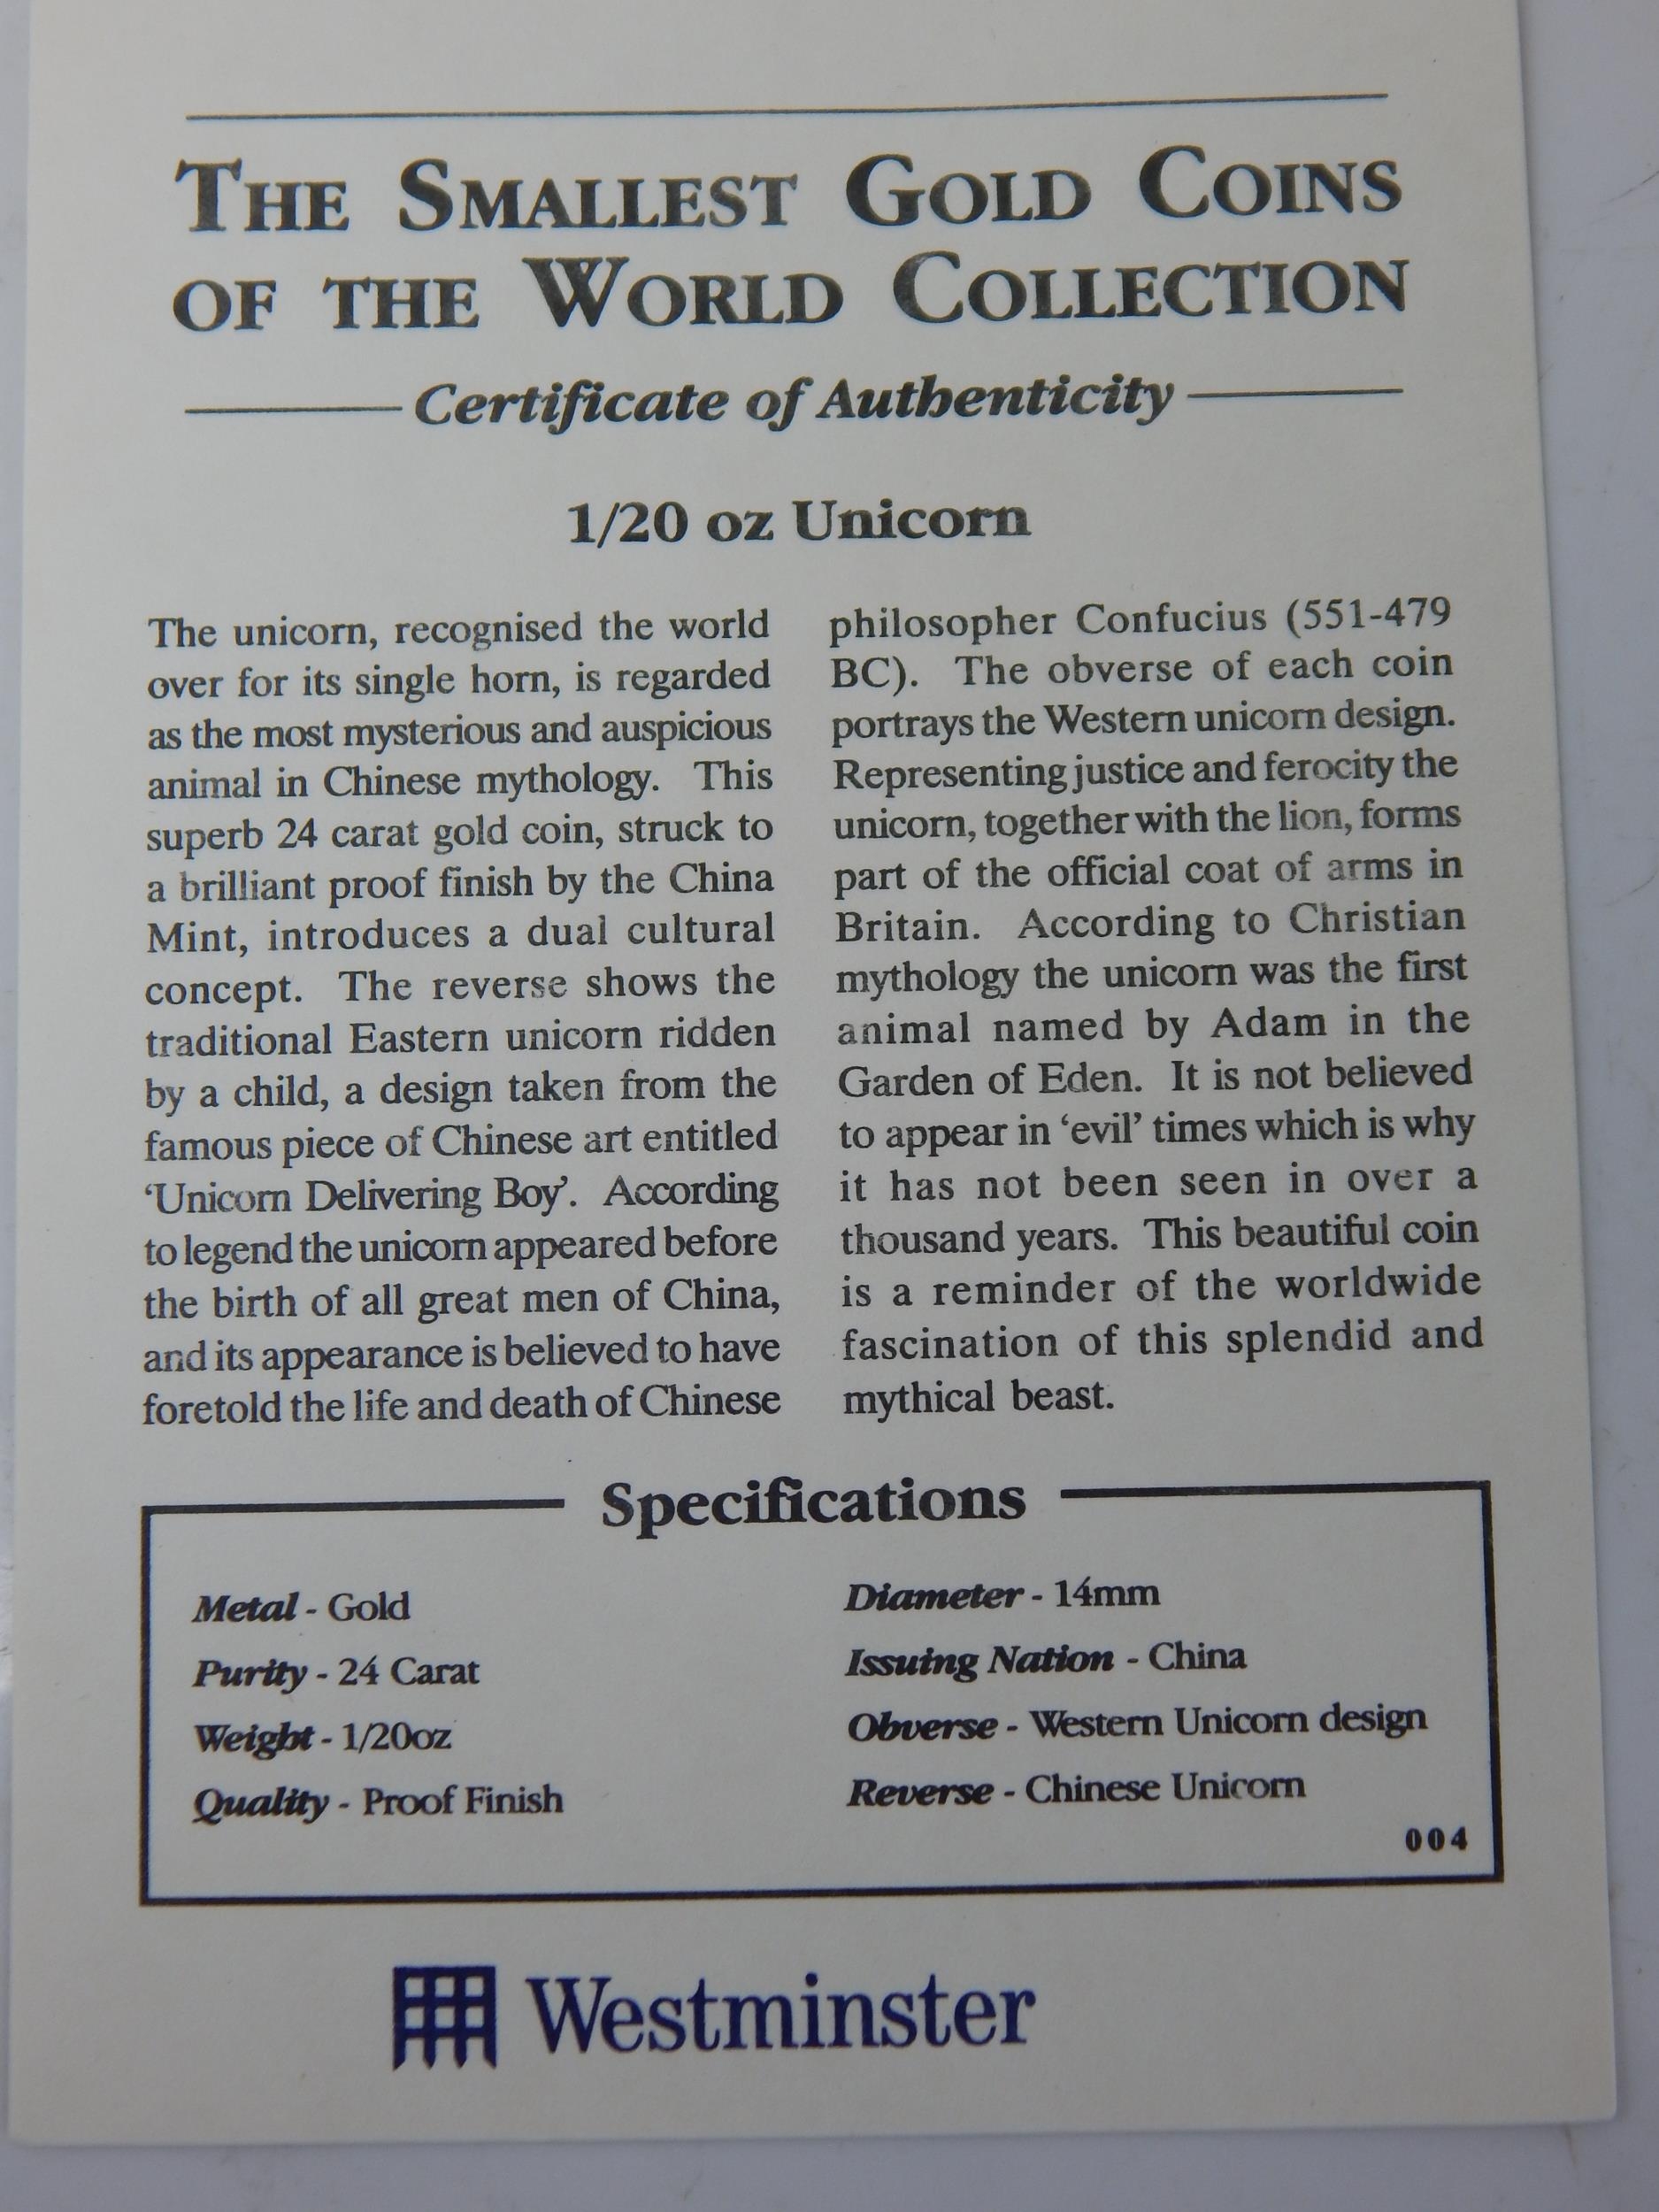 THE SMALLEST GOLD COINS
OF THE WORLD COLLECTION
Certificate of Authenticity
1/20 oz Unicorn
The unicorn, recognised the world
over for its single horn, is regarded
as the most mysterious and auspicious
animal in Chinese mythology. This
superb 24 carat gold coin, struck to
a brilliant proof finish by the China
Mint, introduces a dual cultural
concept. The reverse shows the
traditional Eastern unicorn ridden
by a child, a design taken from the
famous piece of Chinese art entitled
‘Unicorn Delivering Boy’. According
to legend the unicorn appeared before
the birth of all great men of China,
and its appearance is believed to have
foretold the life and death of Chinese
philosopher Confucius (551-479
BC). The obverse of each coin
portrays the Western unicorn design.
Representing justice and ferocity the
unicorn, together with the lion, forms
part of the official coat of arms in
Britain. According to Christian
mythology the unicorn was the first
animal named by Adam in the
Garden of Eden. It is not believed
to appear in ‘evil’ times which is why
it has not been seen in over a
thousand years. This beautiful coin
is a reminder of the worldwide
fascination of this splendid and
mythical beast.
Specifications
Metal - Gold
Purity - 24 Carat
Weight - 1/20oz
Quality - Proof Finish
Diameter - 14mm
Issuing Nation - China
Obverse - Western Unicorn design
Reverse - Chinese Unicorn
004
Westminster